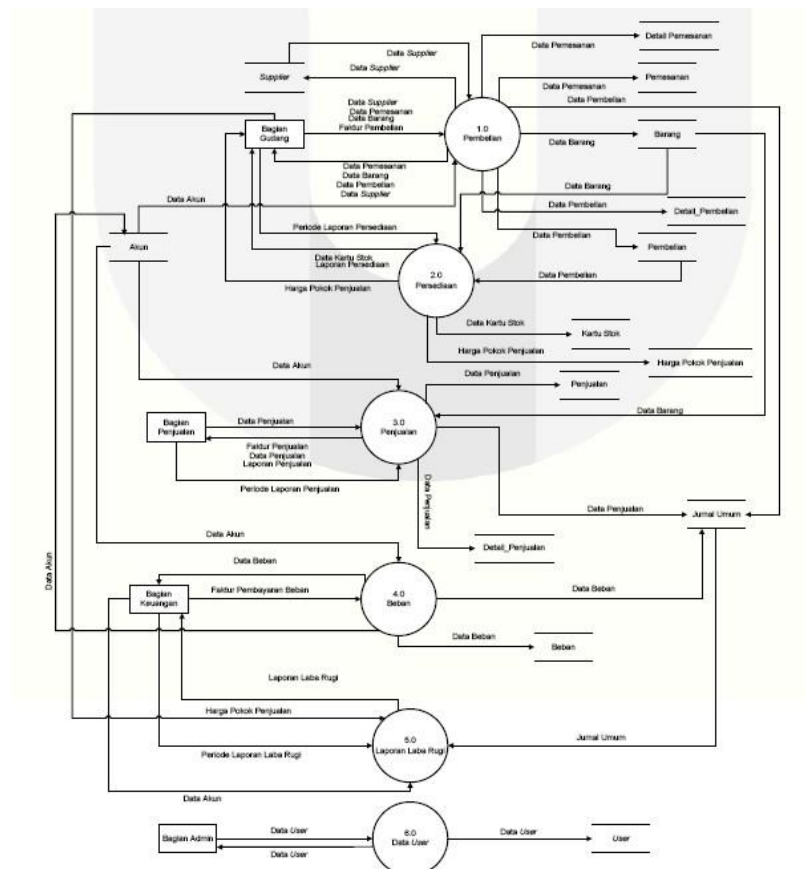 Data Supplier
Detail Pemesanan
Data Pemesanan
Supplier
Data Supplier
Pemesanan
Data Pemesanan
Data Pembelian
Data Supplier
Data Pemesanan
Data Barang
Faktur Pembelian
Bagian
Gudang
1.0
Pembelian
Barang
Data Barang
Data Pemesanan
Data Barang
Data Pembelian
Data Supplier
Data Barang
Data Akun
Data Pembelian
Detail_Pembelian
Periode Laporan Persediaan
Data Pembelian
Akun
Pembelian
Data Kartu Stok
Laporan Persediaan
2.0
Persediaan
Data Pembelian
Harga Pokok Penjualan
Data Kartu Stok
Kartu Stok
Harga Pokok Penjualan
Harga Pokok Penjualan
Data Akun
Data Penjualan
Penjualan
Data Barang
Bagian
Penjualan
Data Penjualan
3.0
Penjualan
Faktur Penjualan
Data Penjualan
Laporan Penjualan
Periode Laporan Penjualan
Data Penjualan
Data Penjualan
Jurnal Umum
Data Akun
Detail_Penjualan
Data Akun
Data Beban
Bagian
Keuangan
Faktur Pembayaran Beban
4.0
Beban
Data Beban
Data Beban
Beban
Laporan Laba Rugi
Harga Pokok Penjualan
5.0
Laporan Laba Rugi
Jurnal Umum
Periode Laporan Laba Rugi
Data Akun
Bagian Admin
Data User
Data User
6.0
Data User
Data User
User